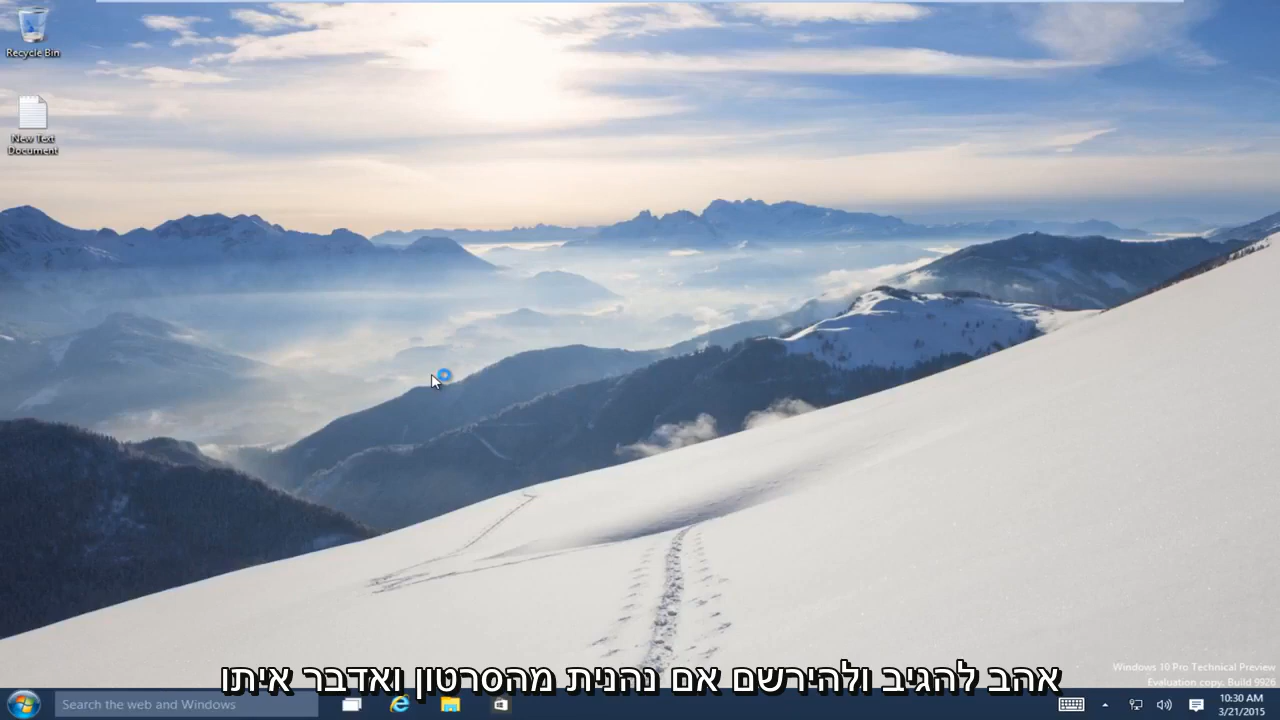 Recycle Bin
New Text
Document
אהב להגיב ולהירשם אם נהנית מהסרטון ואדבר איתו
Windows 10 Pro Technical Preview
Evaluation copy. Build 9926
Search the web and Windows
10:30 AM
3/21/2015